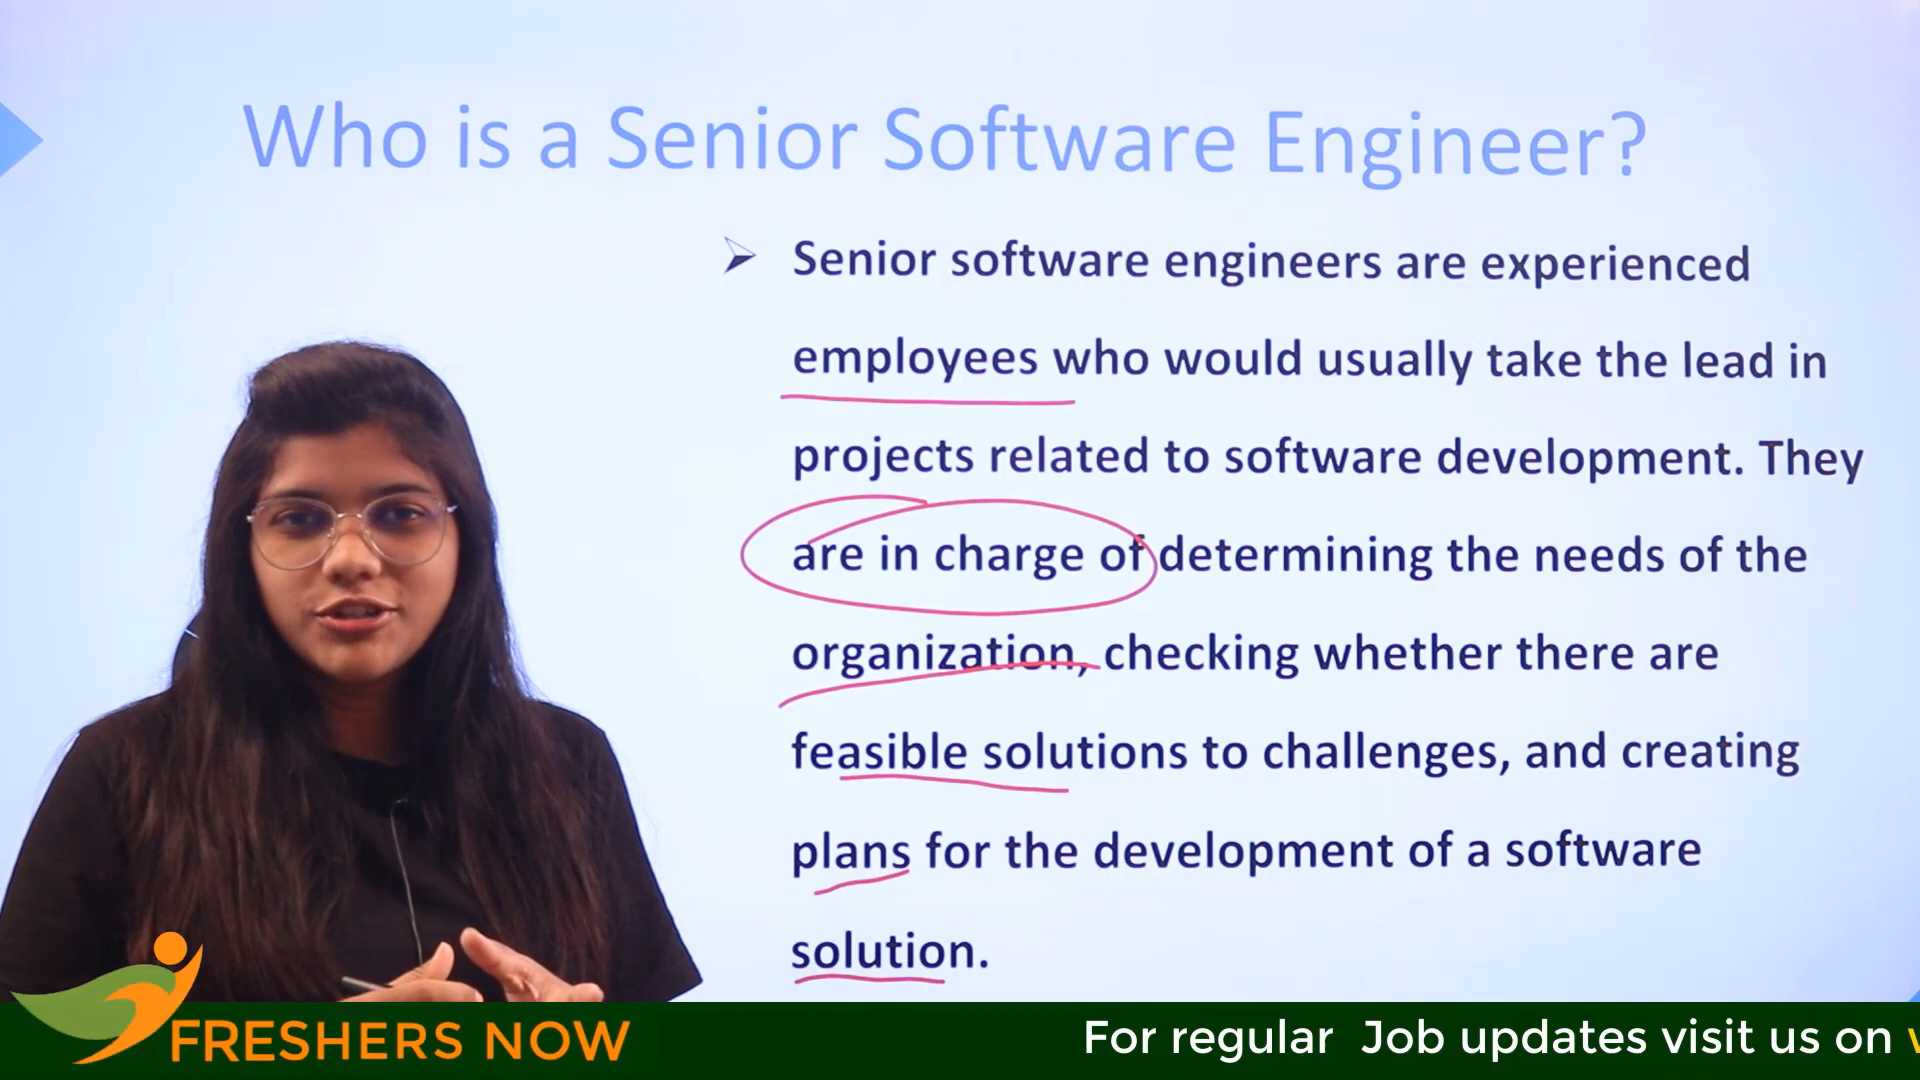 Who is a Senior Software Engineer?
Senior software engineers are experienced
employees who would usually take the lead in
projects related to software development. They
are in charge of determining the needs of the
organization, checking whether there are
feasible solutions to challenges, and creating
plans for the development of a software
solution.
FRESHERS NOW
For regular Job updates visit us on